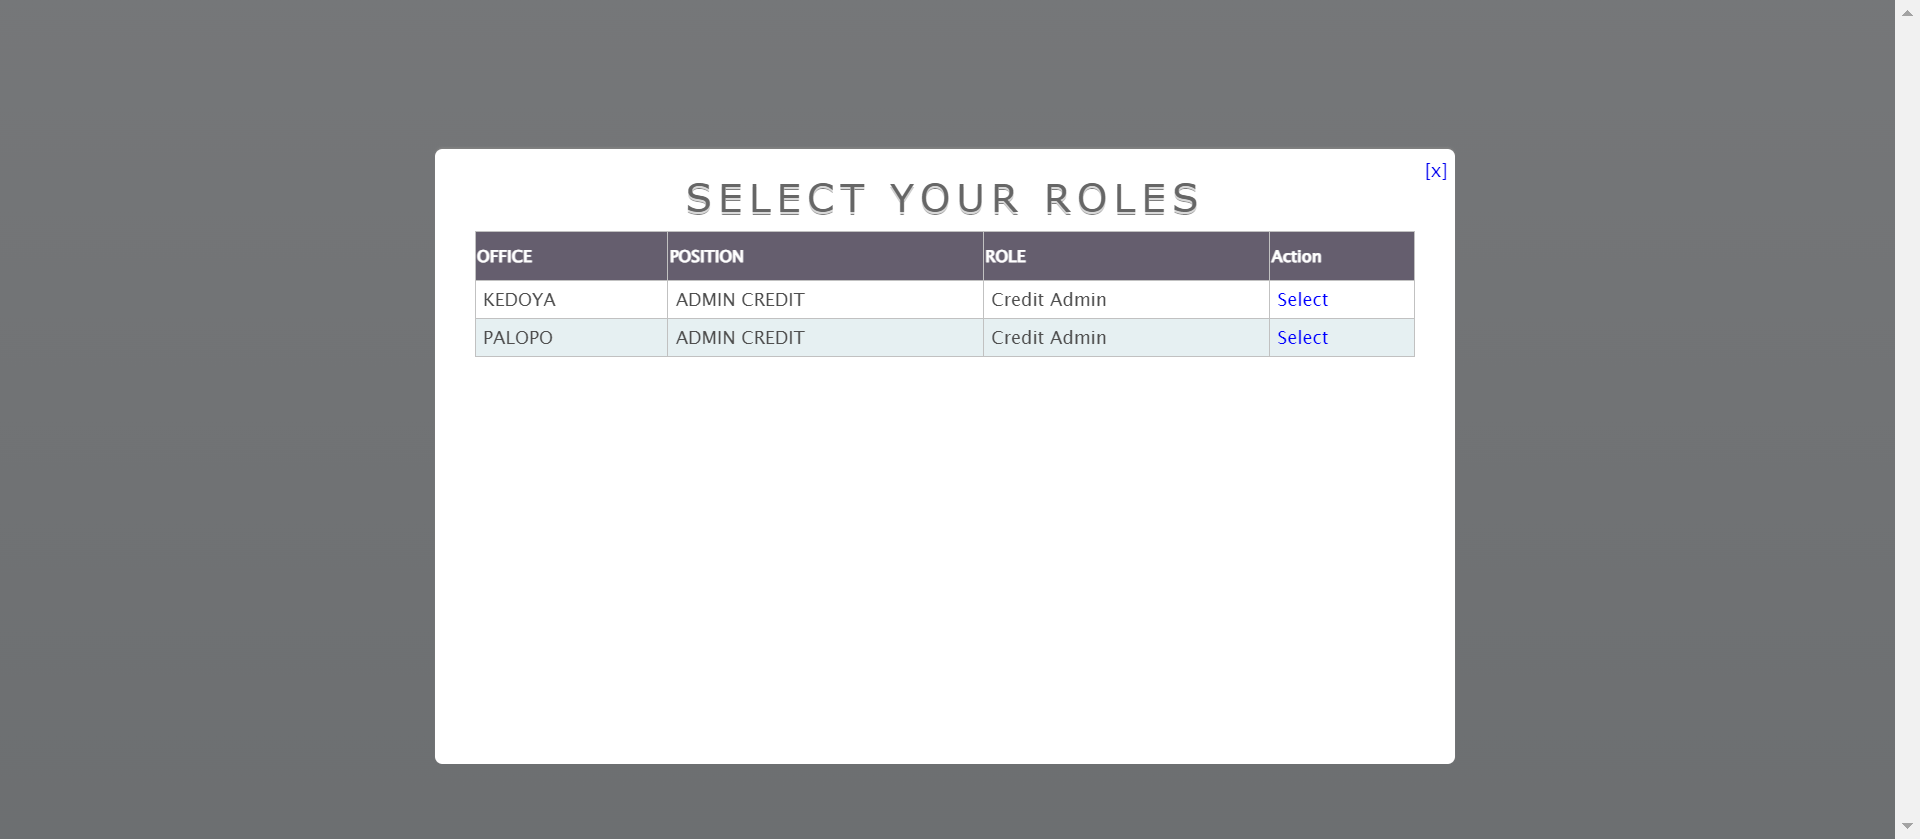 [x]
SELECT YOUR ROLES
OFFICE POSITION ROLE Action
KEDOYA ADMIN CREDIT Credit Admin Select
PALOPO ADMIN CREDIT Credit Admin Select